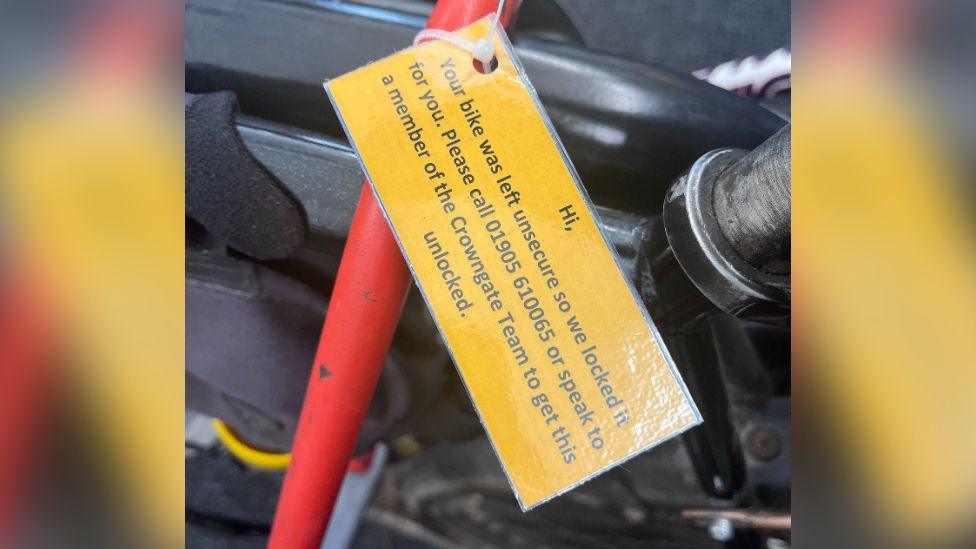 Hi,
Your bike was left unsecure so we locked it
for you. Please call 01905 610065 or speak to
a member of the Crowngate Team to get this
unlocked.